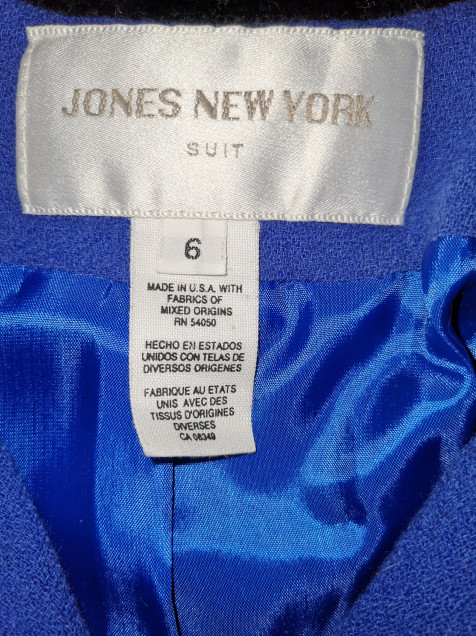 JONES NEW YORK
SUIT
6
MADE IN U.S.A. WITH
FABRICS OF
MIXED ORIGINS
RN 54050
HECHO EN ESTADOS
UNIDOS CON TELAS DE
DIVERSOS ORIGENES
FABRIQUE AU ETATS
UNIS AVEC DES
TISSUS D'ORIGINES
DIVERSES
CA 08349